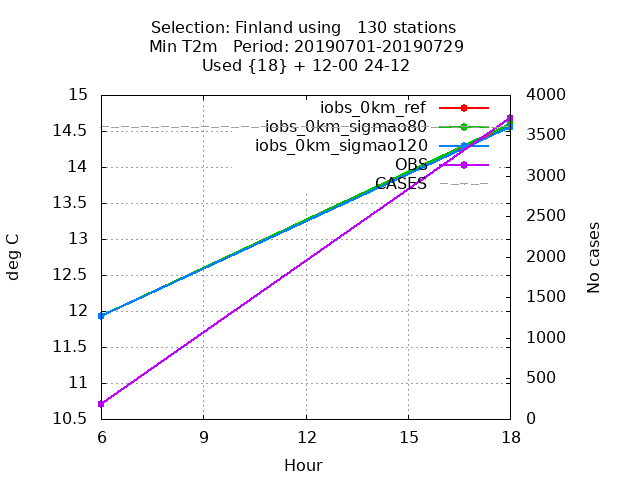 Selection: Finland using   130 stations
Min T2m   Period: 20190701-20190729
Used {18} + 12-00 24-12
15
14.5
14
13.5
13
12.5
12
11.5
11
10.5
deg C
4000
3500
3000
2500
2000
1500
1000
500
0
No cases
iobs_0km_ref
iobs_0km_sigmao80
iobs_0km_sigmao120
OBS
CASES
6
9
12
15
18
Hour